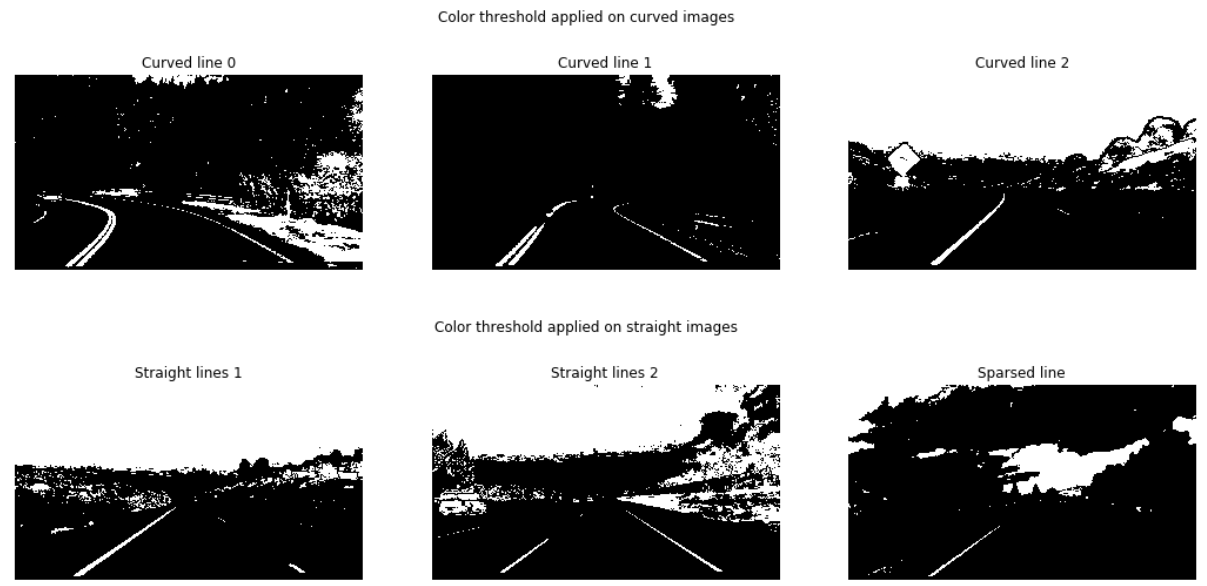 Color threshold applied on curved images
Curved line 0
Curved line 1
Curved line 2
Color threshold applied on straight images
Straight lines 1
Straight lines 2
Sparsed line